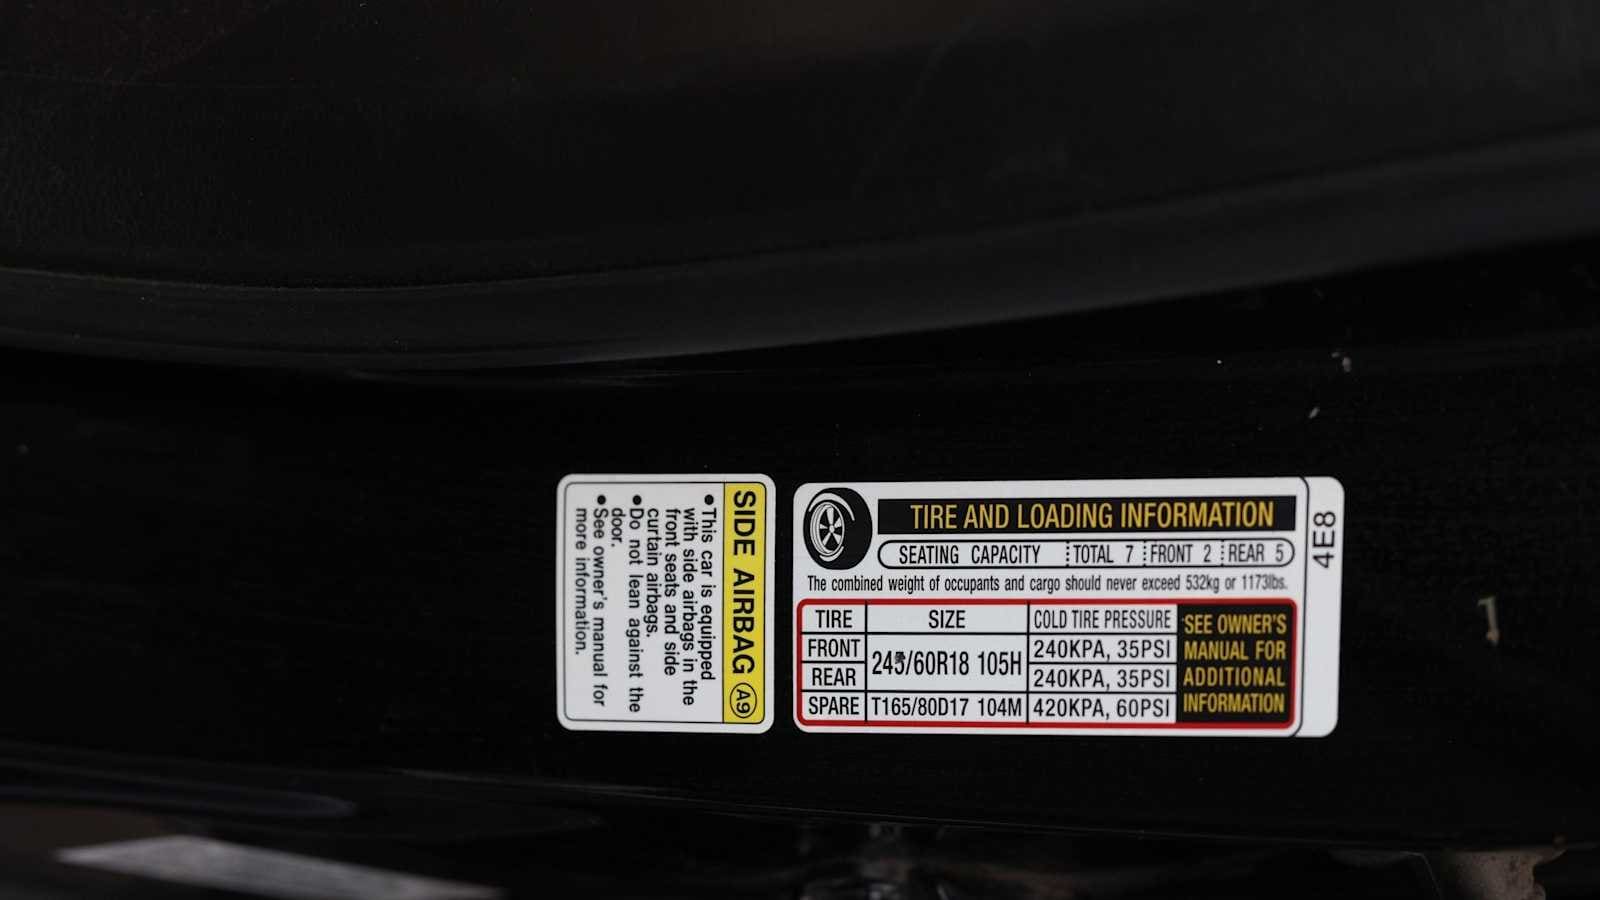 SIDE AIRBAG A9
•This car is equipped
with side airbags in the
front seats and side
curtain airbags.
•Do not lean against the
door.
•See owner's manual for
more information.
TIRE AND LOADING INFORMATION
SEATING CAPACITY TOTAL 7 FRONT 2 REAR 5
The combined weight of occupants and cargo should never exceed 532kg or 1173lbs.
TIRE SIZE COLD TIRE PRESSURE
FRONT 240KPA, 35PSI
60R18 105H
REAR 240KPA, 35PSI
SPARE T165/80D17 104M 420KPA, 60PSI
SEE OWNER'S
MANUAL FOR
ADDITIONAL
INFORMATION
4E8